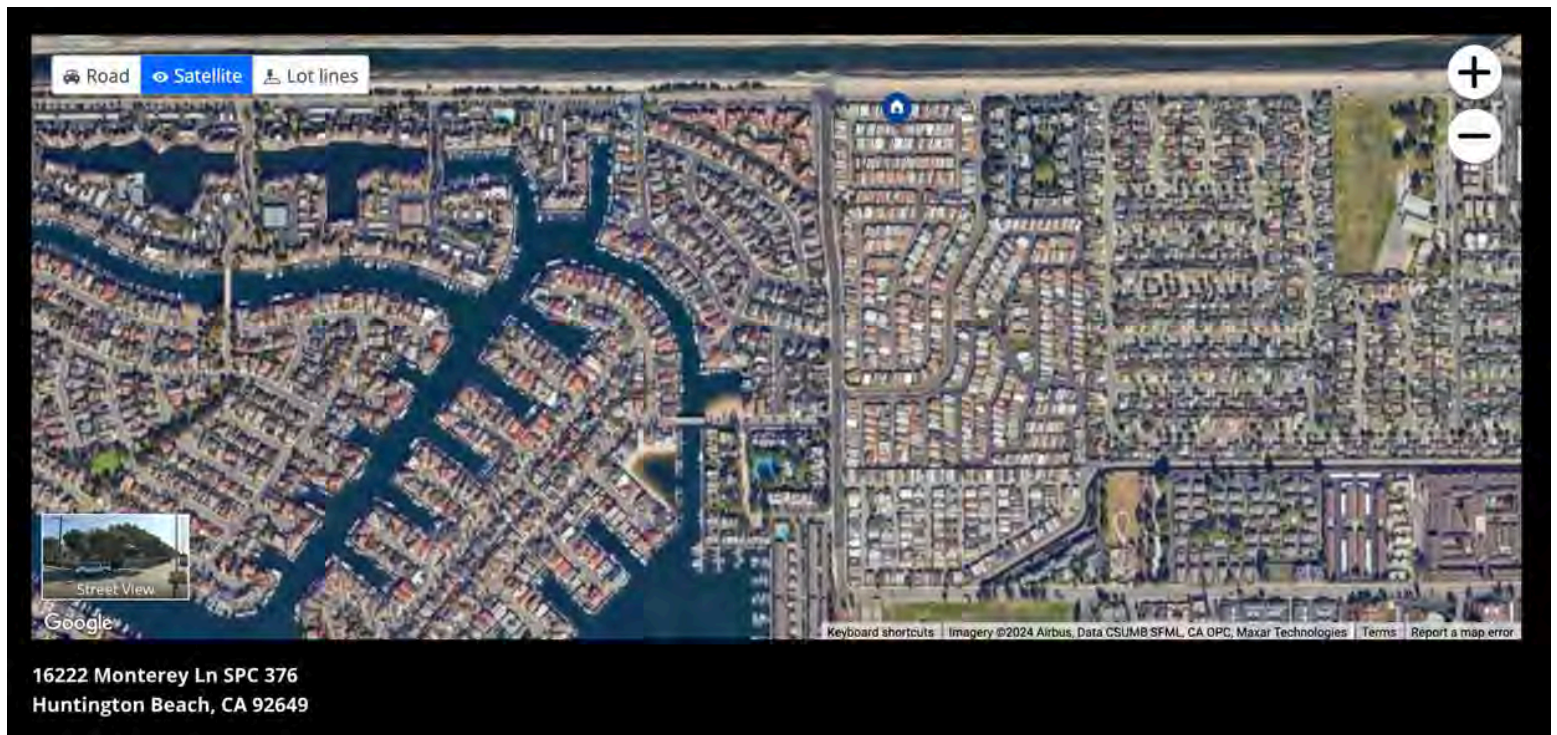 Road Satellite Lot lines
Street View
Google
Keyboard shortcuts Imagery ©2024 Airbus, Data CSUMB SFML, CA OPC, Maxar Technologies Terms Report a map error
16222 Monterey Ln SPC 376
Huntington Beach, CA 92649